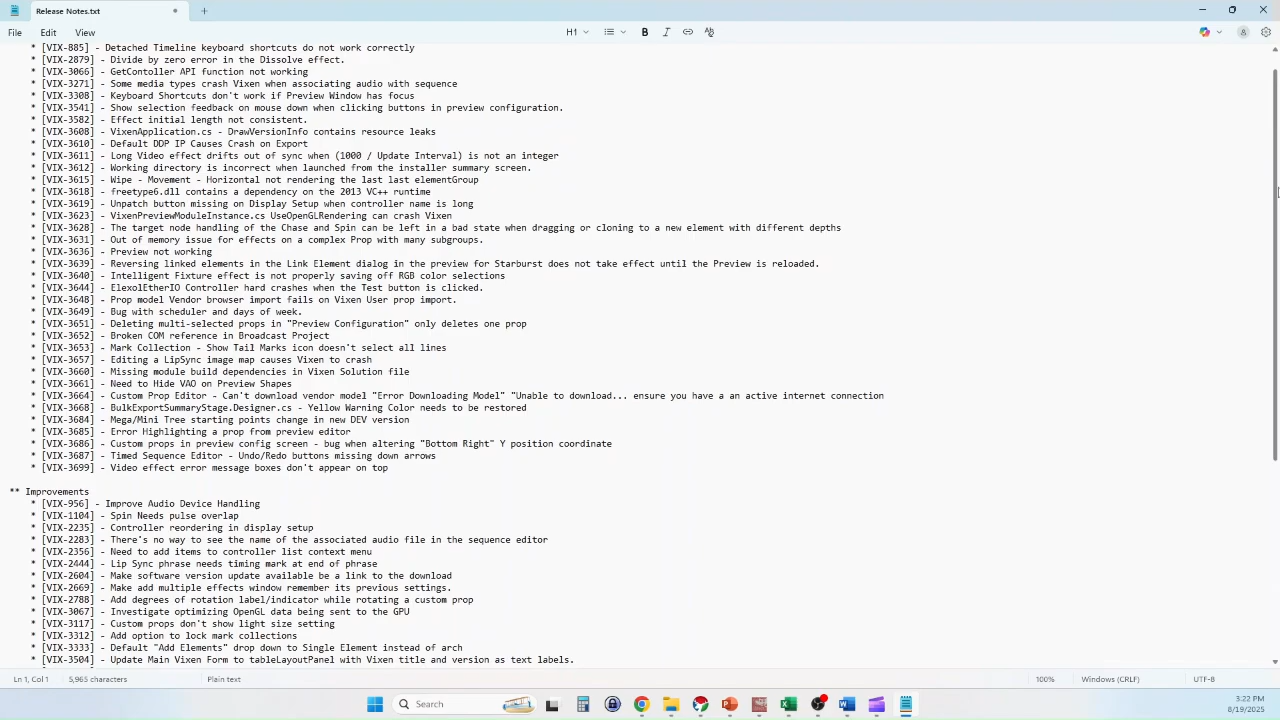 Release Notes.txt
File Edit View H1 B I
* [VIX-885] - Detached Timeline keyboard shortcuts do not work correctly
* [VIX-2879] - Divide by zero error in the Dissolve effect.
* [VIX-3066] - GetContoller API function not working
* [VIX-3271] - Some media types crash Vixen when associating audio with sequence
* [VIX-3308] - Keyboard Shortcuts don't work if Preview Window has focus
* [VIX-3541] - Show selection feedback on mouse down when clicking buttons in preview configuration.
* [VIX-3582] - Effect initial length not consistent.
* [VIX-3608] - VixenApplication.cs - DrawVersionInfo contains resource leaks
* [VIX-3610] - Default DDP IP Causes Crash on Export
* [VIX-3611] - Long Video effect drifts out of sync when (1000 / Update Interval) is not an integer
* [VIX-3612] - Working directory is incorrect when launched from the installer summary screen.
* [VIX-3615] - Wipe - Movement - Horizontal not rendering the last last elementGroup
* [VIX-3618] - freetype6.dll contains a dependency on the 2013 VC++ runtime
* [VIX-3619] - Unpatch button missing on Display Setup when controller name is long
* [VIX-3623] - VixenPreviewModuleInstance.cs UseOpenGLRendering can crash Vixen
* [VIX-3628] - The target node handling of the Chase and Spin can be left in a bad state when dragging or cloning to a new element with different depths
* [VIX-3631] - Out of memory issue for effects on a complex Prop with many subgroups.
* [VIX-3636] - Preview not working
* [VIX-3639] - Reversing linked elements in the Link Element dialog in the preview for Starburst does not take effect until the Preview is reloaded.
* [VIX-3640] - Intelligent Fixture effect is not properly saving off RGB color selections
* [VIX-3644] - ElexolEtherIO Controller hard crashes when the Test button is clicked.
* [VIX-3648] - Prop model Vendor browser import fails on Vixen User prop import.
* [VIX-3649] - Bug with scheduler and days of week.
* [VIX-3651] - Deleting multi-selected props in "Preview Configuration" only deletes one prop
* [VIX-3652] - Broken COM reference in Broadcast Project
* [VIX-3653] - Mark Collection - Show Tail Marks icon doesn't select all lines
* [VIX-3657] - Editing a LipSync image map causes Vixen to crash
* [VIX-3660] - Missing module build dependencies in Vixen Solution file
* [VIX-3661] - Need to Hide VAO on Preview Shapes
* [VIX-3664] - Custom Prop Editor - Can't download vendor model "Error Downloading Model" "Unable to download... ensure you have a an active internet connection
* [VIX-3668] - BulkExportSummaryStage.Designer.cs - Yellow Warning Color needs to be restored
* [VIX-3684] - Mega/Mini Tree starting points change in new DEV version
* [VIX-3685] - Error Highlighting a prop from preview editor
* [VIX-3686] - Custom props in preview config screen - bug when altering "Bottom Right" Y position coordinate
* [VIX-3687] - Timed Sequence Editor - Undo/Redo buttons missing down arrows
* [VIX-3699] - Video effect error message boxes don't appear on top
** Improvements
* [VIX-956] - Improve Audio Device Handling
* [VIX-1104] - Spin Needs pulse overlap
* [VIX-2235] - Controller reordering in display setup
* [VIX-2283] - There's no way to see the name of the associated audio file in the sequence editor
* [VIX-2356] - Need to add items to controller list context menu
* [VIX-2444] - Lip Sync phrase needs timing mark at end of phrase
* [VIX-2604] - Make software version update available be a link to the download
* [VIX-2669] - Make add multiple effects window remember its previous settings.
* [VIX-2788] - Add degrees of rotation label/indicator while rotating a custom prop
* [VIX-3067] - Investigate optimizing OpenGL data being sent to the GPU
* [VIX-3117] - Custom props don't show light size setting
* [VIX-3312] - Add option to lock mark collections
* [VIX-3333] - Default "Add Elements" drop down to Single Element instead of arch
* [VIX-3504] - Update Main Vixen Form to tableLayoutPanel with Vixen title and version as text labels.
Ln 1, Col 1 5,965 characters Plain text 100% Windows (CRLF) UTF-8
Search
3:22 PM
8/19/2025